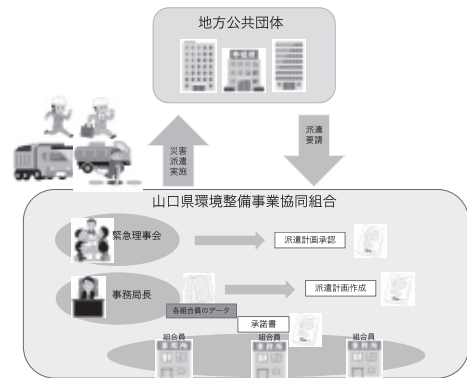 地方公共団体
市役所
災害
派遣
実施
派遣
要請
山口県環境整備事業協同組合
緊急理事会
派遣計画承認
事務局長
派遣計画作成
各組合員のデータ
承諾書
組合員
組合員
組合員